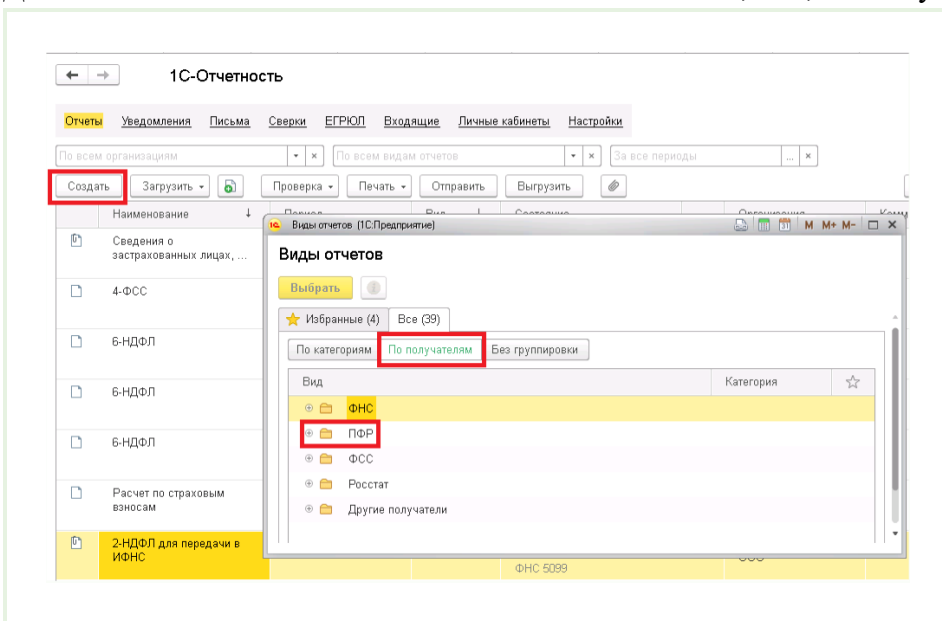 1С-Отчетность
Отчеты Уведомления Письма Сверки ЕГРЮЛ Входящие Личные кабинеты Настройки
По всем организациям По всем видам отчетов За все периоды ...
Создать Загрузить Проверка Печать Отправить Выгрузить
Наименование
Виды отчетов (1С:Предприятие) M M+ M-
Сведения о
застрахованных лицах, ...
Виды отчетов
Выбрать
4-ФСС
Избранные (4) Все (39)
6-НДФЛ
По категориям По получателям Без группировки
Вид Категория
6-НДФЛ
ФНС
ПФР
6-НДФЛ
ФСС
Росстат
Расчет по страховым
взносам
Другие получатели
2-НДФЛ для передачи в
ИФНС
ФНС 5099